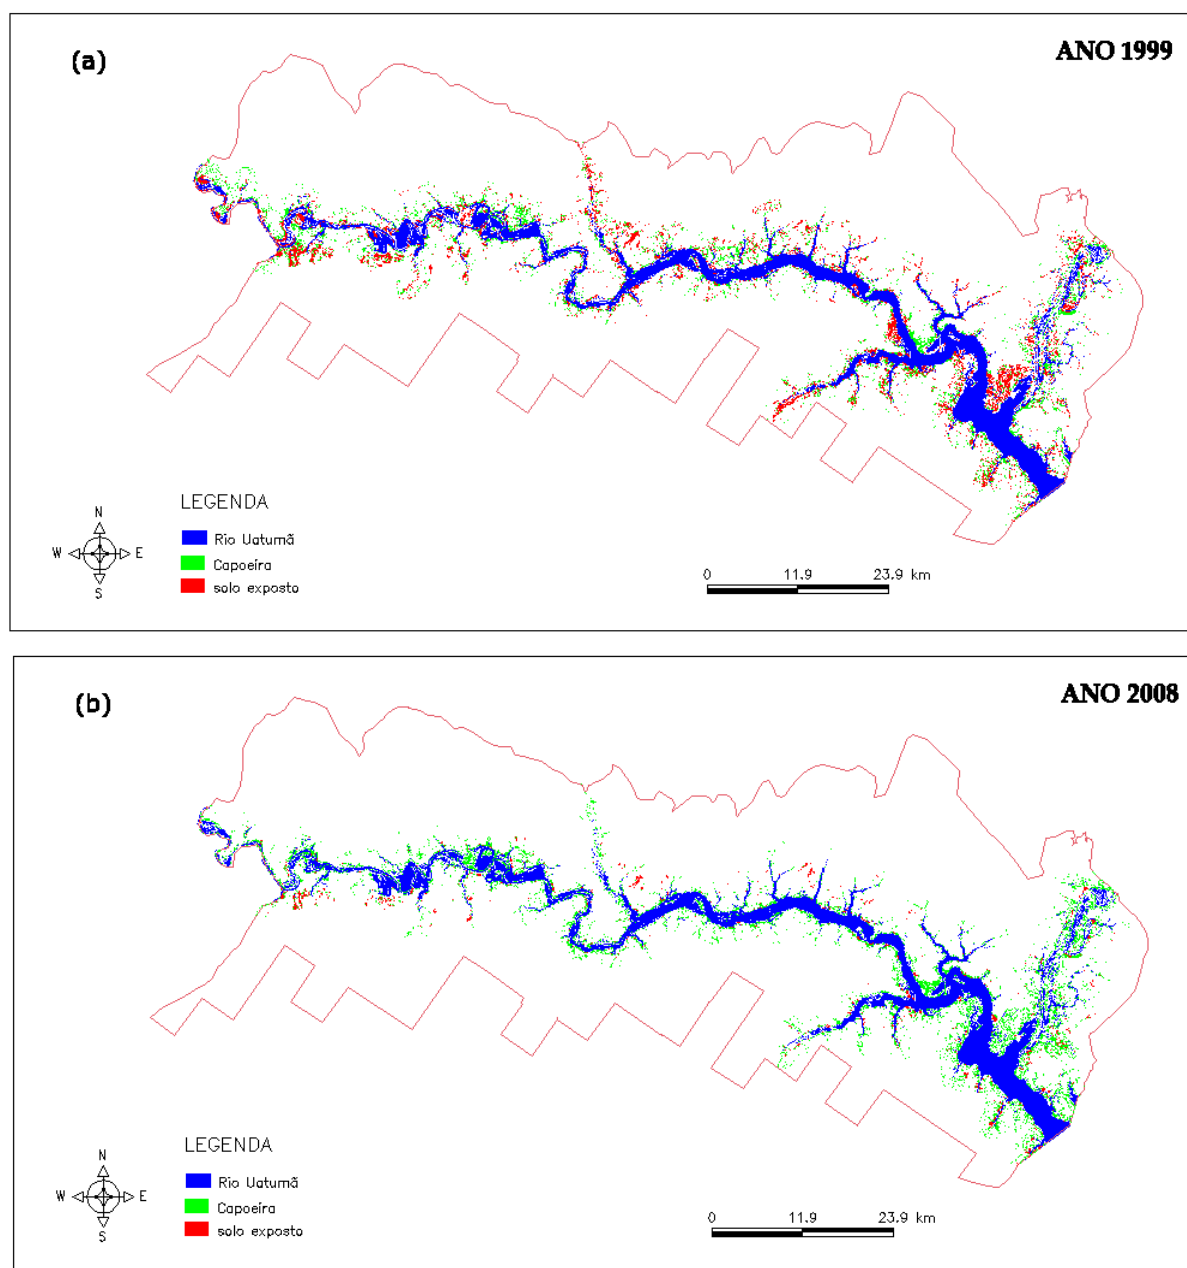 (a)
ANO 1999
LEGENDA
Rio Uatumã
Capoeira
solo exposto
N
W E
S
0 11.9 23.9 km
(b)
ANO 2008
LEGENDA
Rio Uatumã
Capoeira
solo exposto
N
W E
S
0 11.9 23.9 km